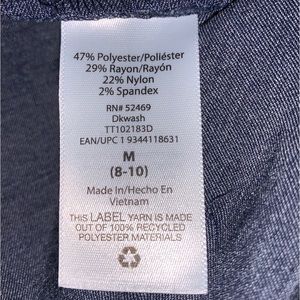 47% Polyester/Poliéster
29% Rayon/Rayón
22% Nylon
2% Spandex
RN# 52469
Dkwash
TT102183D
EAN/UPC 1 9344118631
M
(8-10)
Made In/Hecho En
Vietnam
THIS LABEL YARN IS MADE
OUT OF 100% RECYCLED
POLYESTER MATERIALS